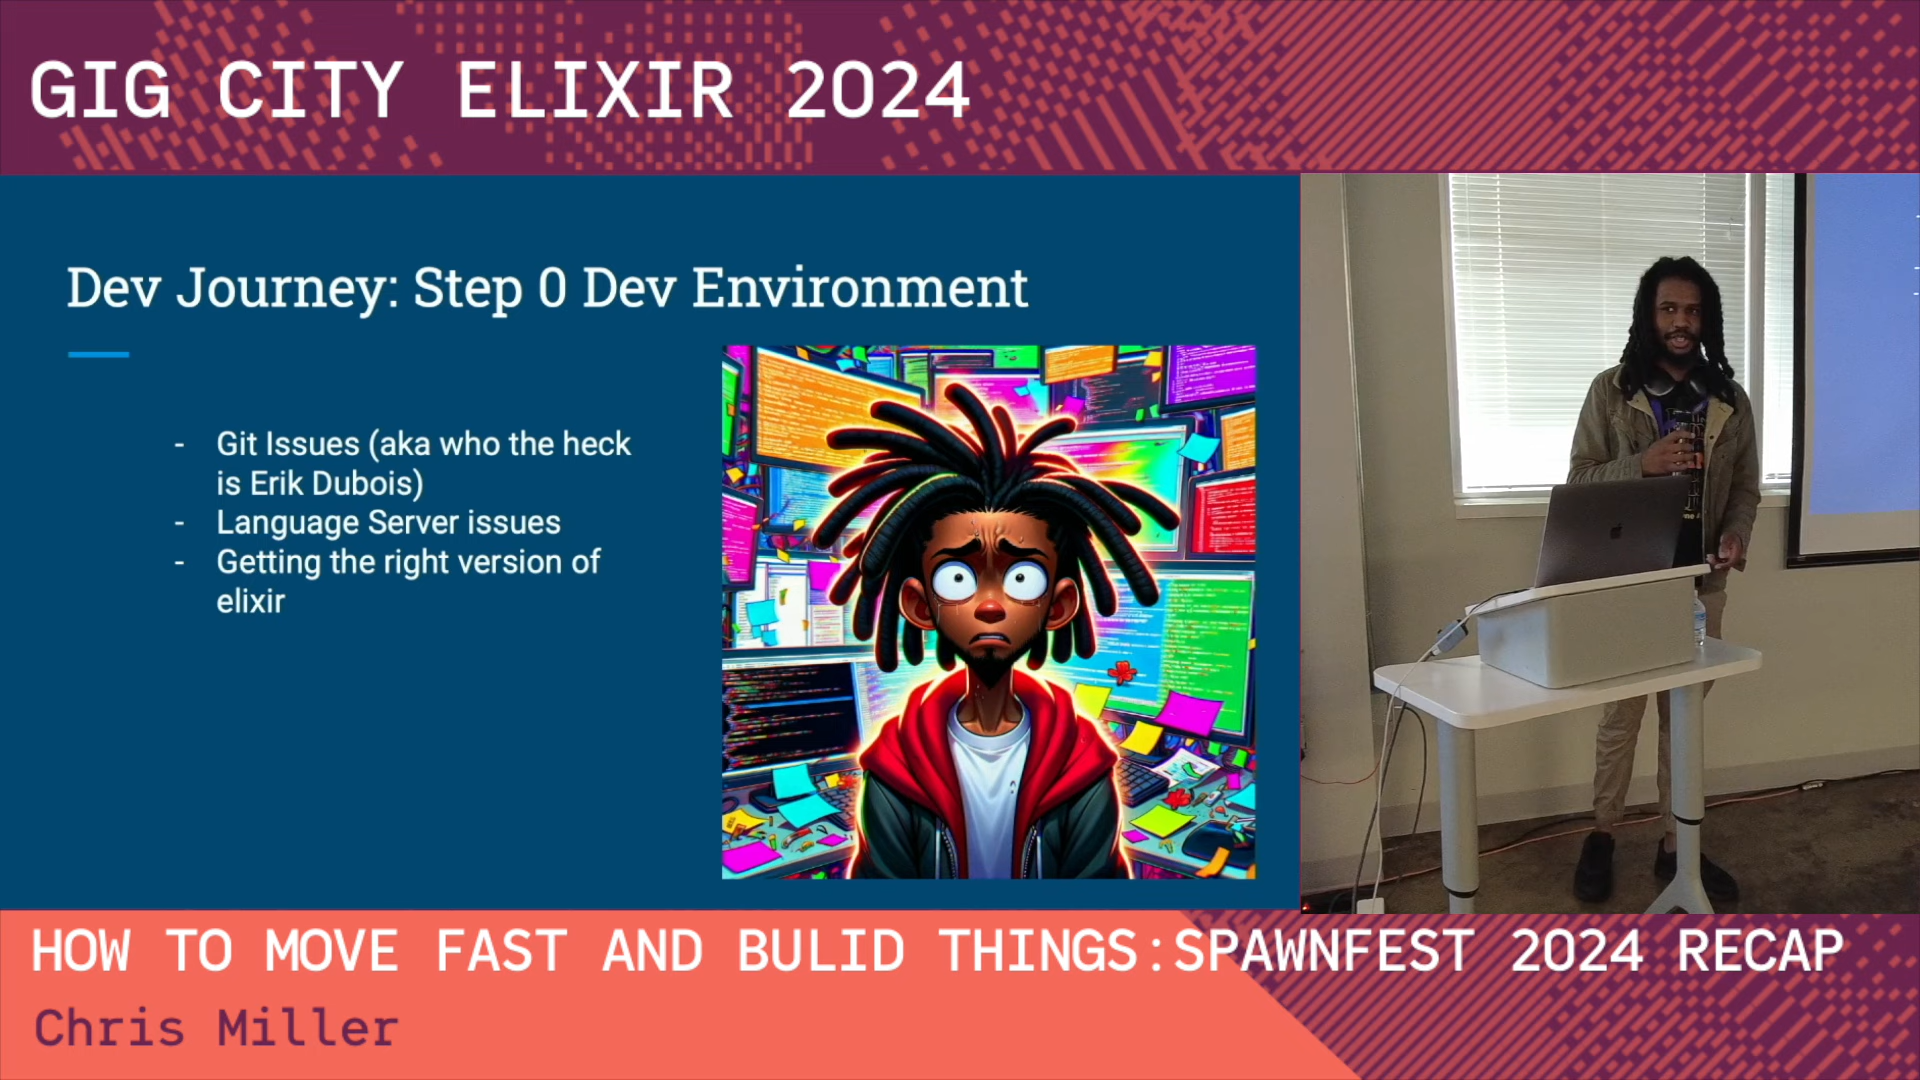 GIG CITY ELIXIR 2024
Dev Journey: Step 0 Dev Environment
- Git Issues (aka who the heck
is Erik Dubois)
- Language Server issues
- Getting the right version of
elixir
HOW TO MOVE FAST AND BULID THINGS:SPAWNFEST 2024 RECAP
Chris Miller